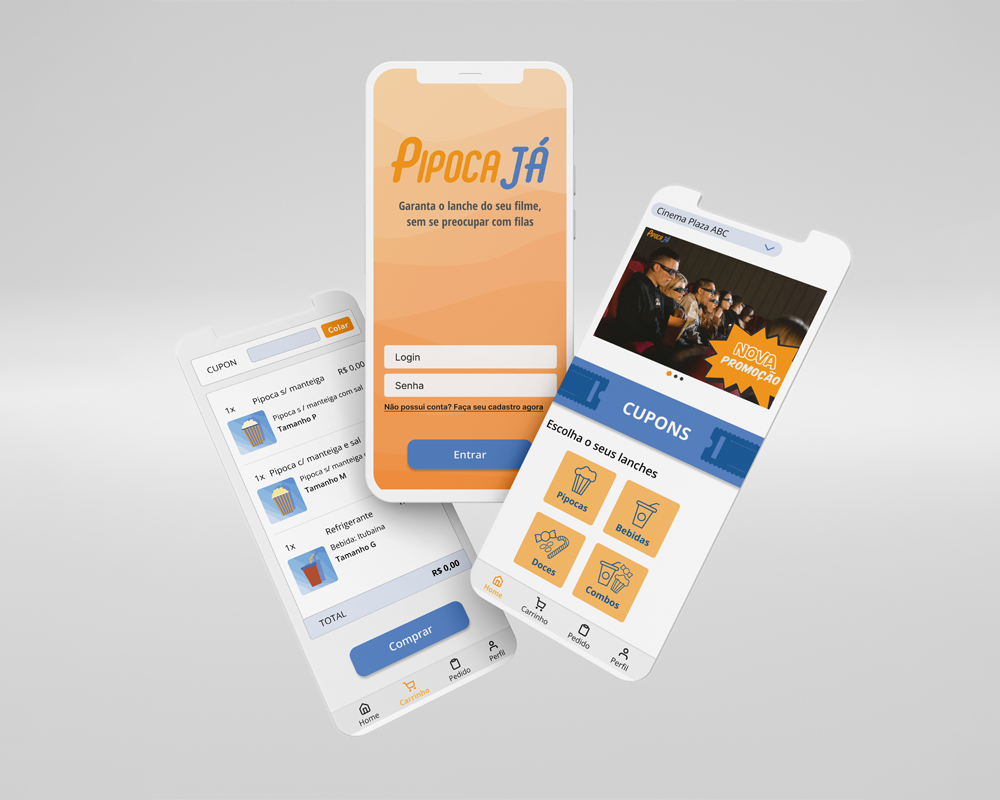 PIPOCA JÁ
Garanta o lanche do seu filme,
sem se preocupar com filas
Login
Senha
Não possui conta? Faça seu cadastro agora
Entrar
CUPON
Colar
1x
Pipoca s/ manteiga
R$ 0,00
Pipoca s / manteiga com sal
Tamanho P
1x
Pipoca c/ manteiga e sal
Pipoca s/ manteiga
Tamanho M
1x
Refrigerante
Bebida: Itubaina
Tamanho G
TOTAL
R$ 0,00
Comprar
Home
Carrinho
Pedido
Perfil
Cinema Plaza ABC
PIPOCA JÁ
NOVA
PROMOÇÃO
CUPONS
Escolha o seus lanches
Pipocas
Bebidas
Doces
Combos
Home
Carrinho
Pedido
Perfil